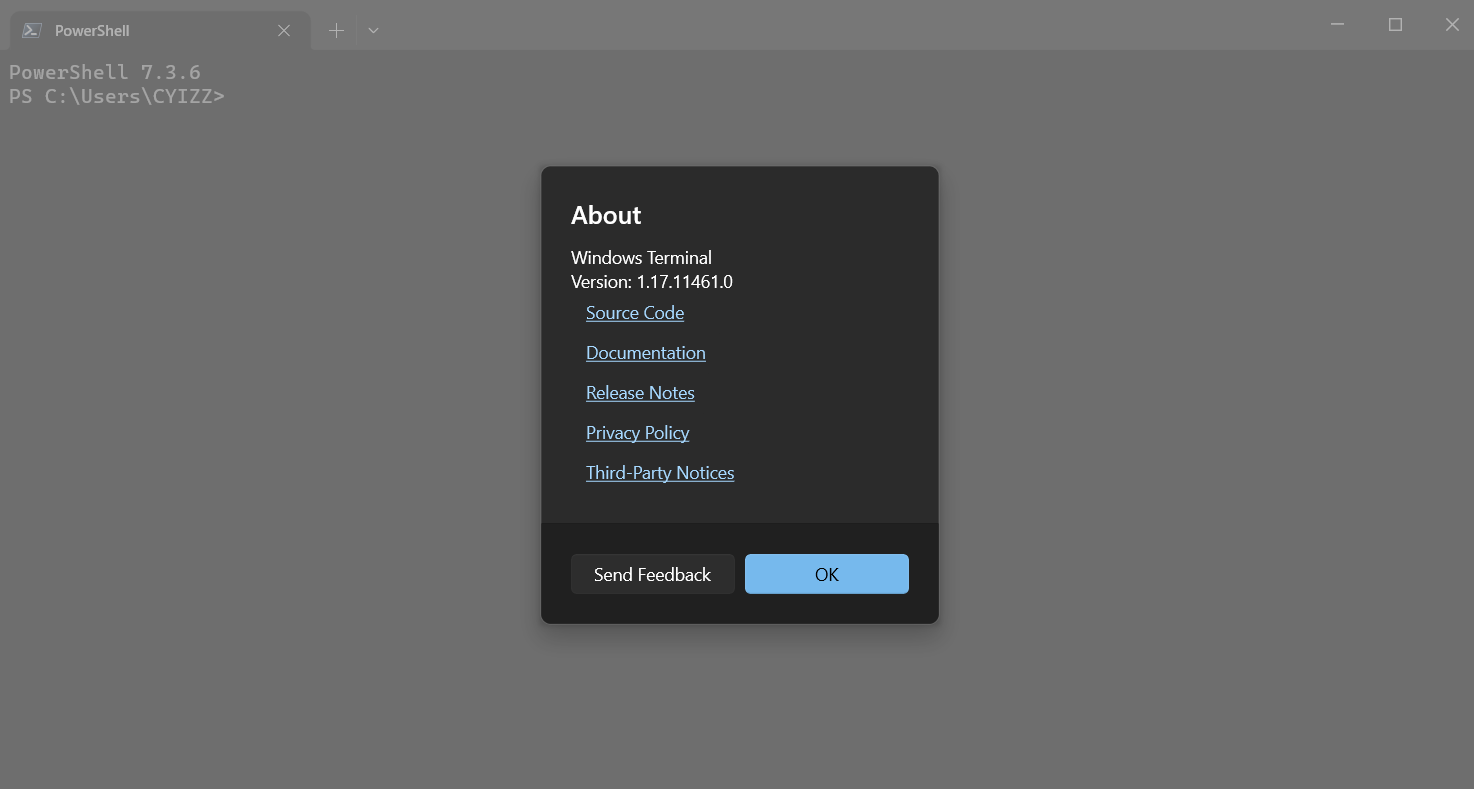 PowerShell
PowerShell 7.3.6
PS C:\Users\CYIZZ>
About
Windows Terminal
Version: 1.17.11461.0
Source Code
Documentation
Release Notes
Privacy Policy
Third-Party Notices
Send Feedback
OK